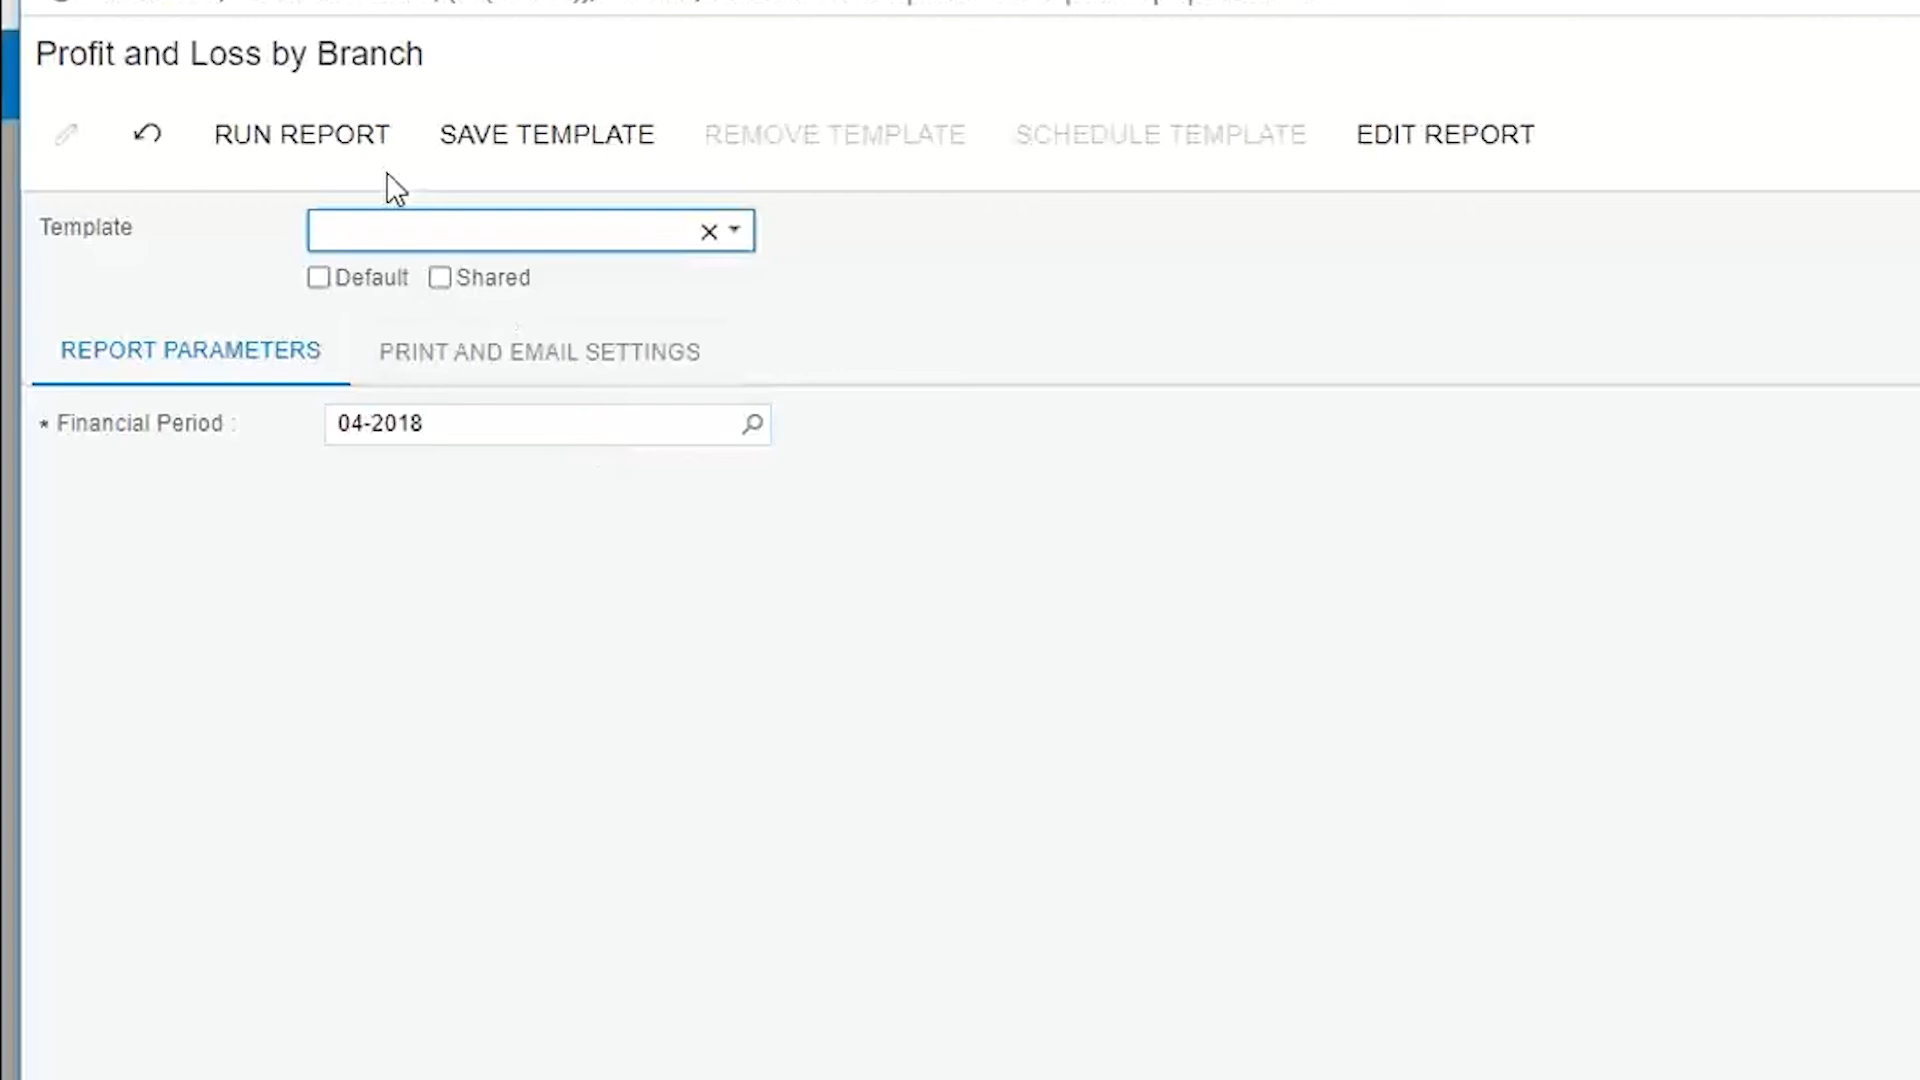 Profit and Loss by Branch
RUN REPORT SAVE TEMPLATE REMOVE TEMPLATE SCHEDULE TEMPLATE EDIT REPORT
Template
Default Shared
REPORT PARAMETERS PRINT AND EMAIL SETTINGS
* Financial Period : 04-2018